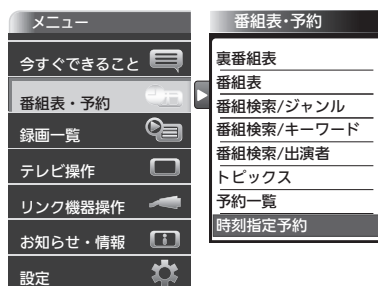 メニュー
今すぐできること
番組表・予約
録画一覧
テレビ操作
リンク機器操作
お知らせ・情報
設定
番組表・予約
裏番組表
番組表
番組検索/ジャンル
番組検索/キーワード
番組検索/出演者
トピックス
予約一覧
時刻指定予約